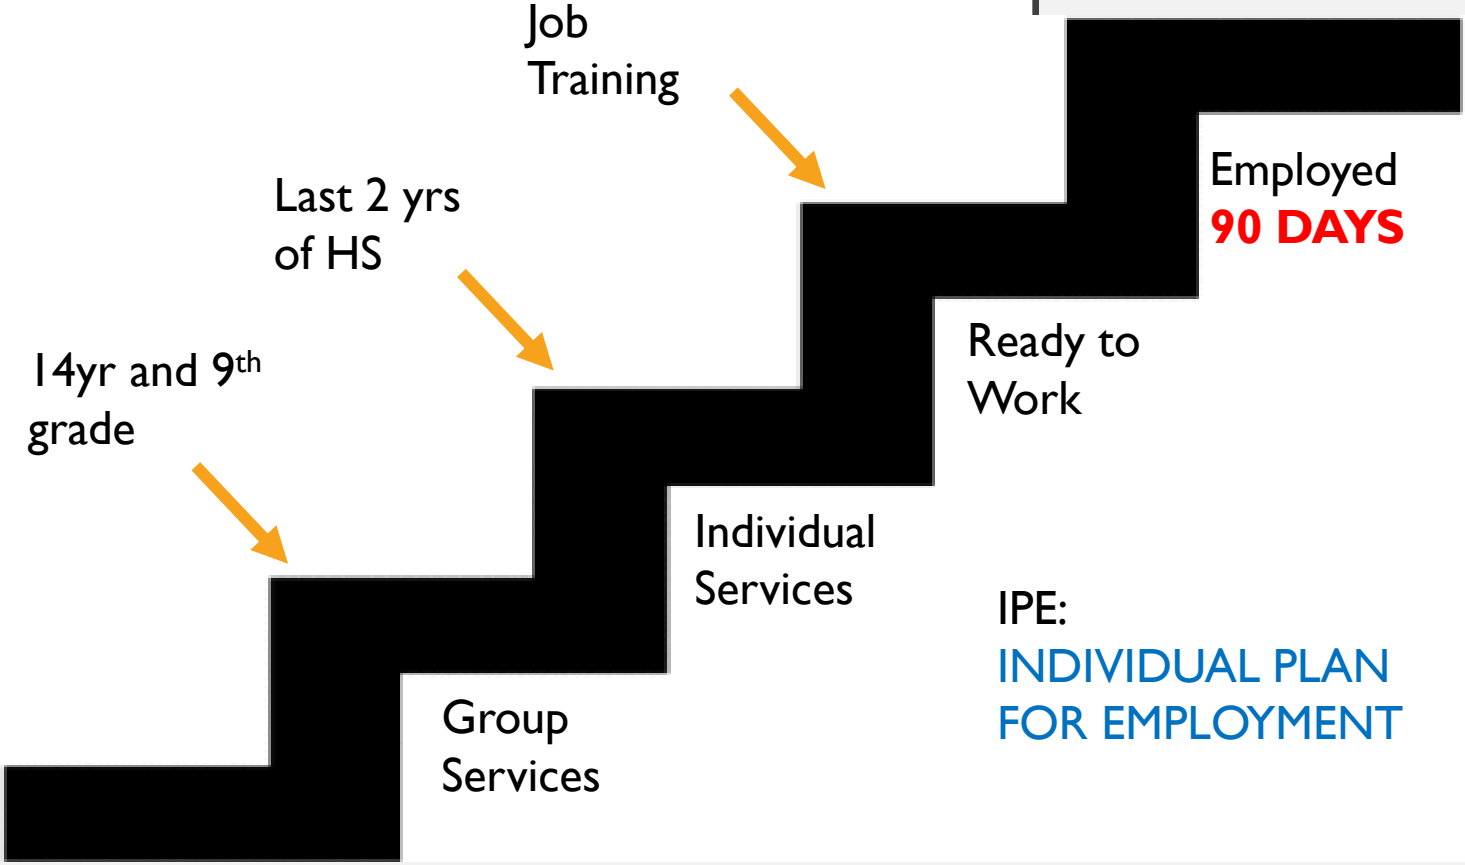 Job
Training
Last 2 yrs
of HS
14yr and 9th
grade
Employed
90 DAYS
Ready to
Work
Individual
Services
Group
Services
IPE:
INDIVIDUAL PLAN
FOR EMPLOYMENT